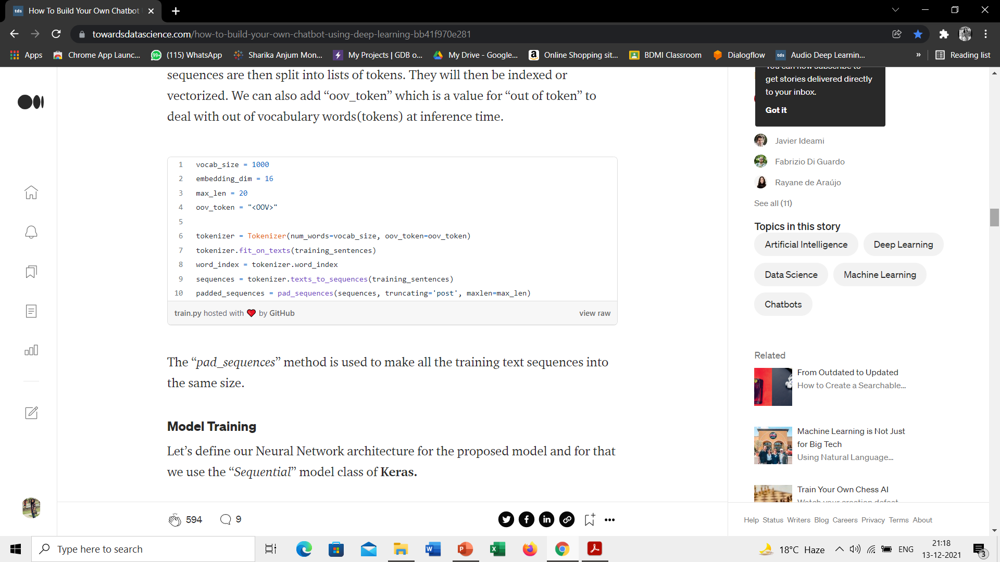 tds How To Build Your Own Chatbot
towardsdatascience.com/how-to-build-your-own-chatbot-using-deep-learning-bb41f970e281
Apps Chrome App Launc... 99+ (115) WhatsApp Sharika Anjum Mon... My Projects | GDB o... My Drive - Google... a Online Shopping sit... BDMI Classroom Dialogflow tds Audio Deep Learnin... » Reading list
sequences are then split into lists of tokens. They will then be indexed or
vectorized. We can also add “oov_token” which is a value for “out of token” to
deal with out of vocabulary words(tokens) at inference time.
1 vocab_size = 1000
2 embedding_dim = 16
3 max_len = 20
4 oov_token = "<OOV>"
5
6 tokenizer = Tokenizer(num_words=vocab_size, oov_token=oov_token)
7 tokenizer.fit_on_texts(training_sentences)
8 word_index = tokenizer.word_index
9 sequences = tokenizer.texts_to_sequences(training_sentences)
10 padded_sequences = pad_sequences(sequences, truncating='post', maxlen=max_len)
train.py hosted with ❤ by GitHub view raw
The “pad_sequences” method is used to make all the training text sequences into
the same size.
Model Training
Let’s define our Neural Network architecture for the proposed model and for that
we use the “Sequential” model class of Keras.
594 9
You can now subscribe to
get stories delivered directly
to your inbox.
Got it
Javier Ideami
Fabrizio Di Guardo
Rayane de Araújo
See all (11)
Topics in this story
Artificial Intelligence Deep Learning
Data Science Machine Learning
Chatbots
Related
From Outdated to Updated
How to Create a Searchable...
Machine Learning is Not Just
for Big Tech
Using Natural Language...
Train Your Own Chess AI
Watch your creation defeat
Help Status Writers Blog Careers Privacy Terms About
Type here to search
18°C Haze ENG
21:18
13-12-2021
3